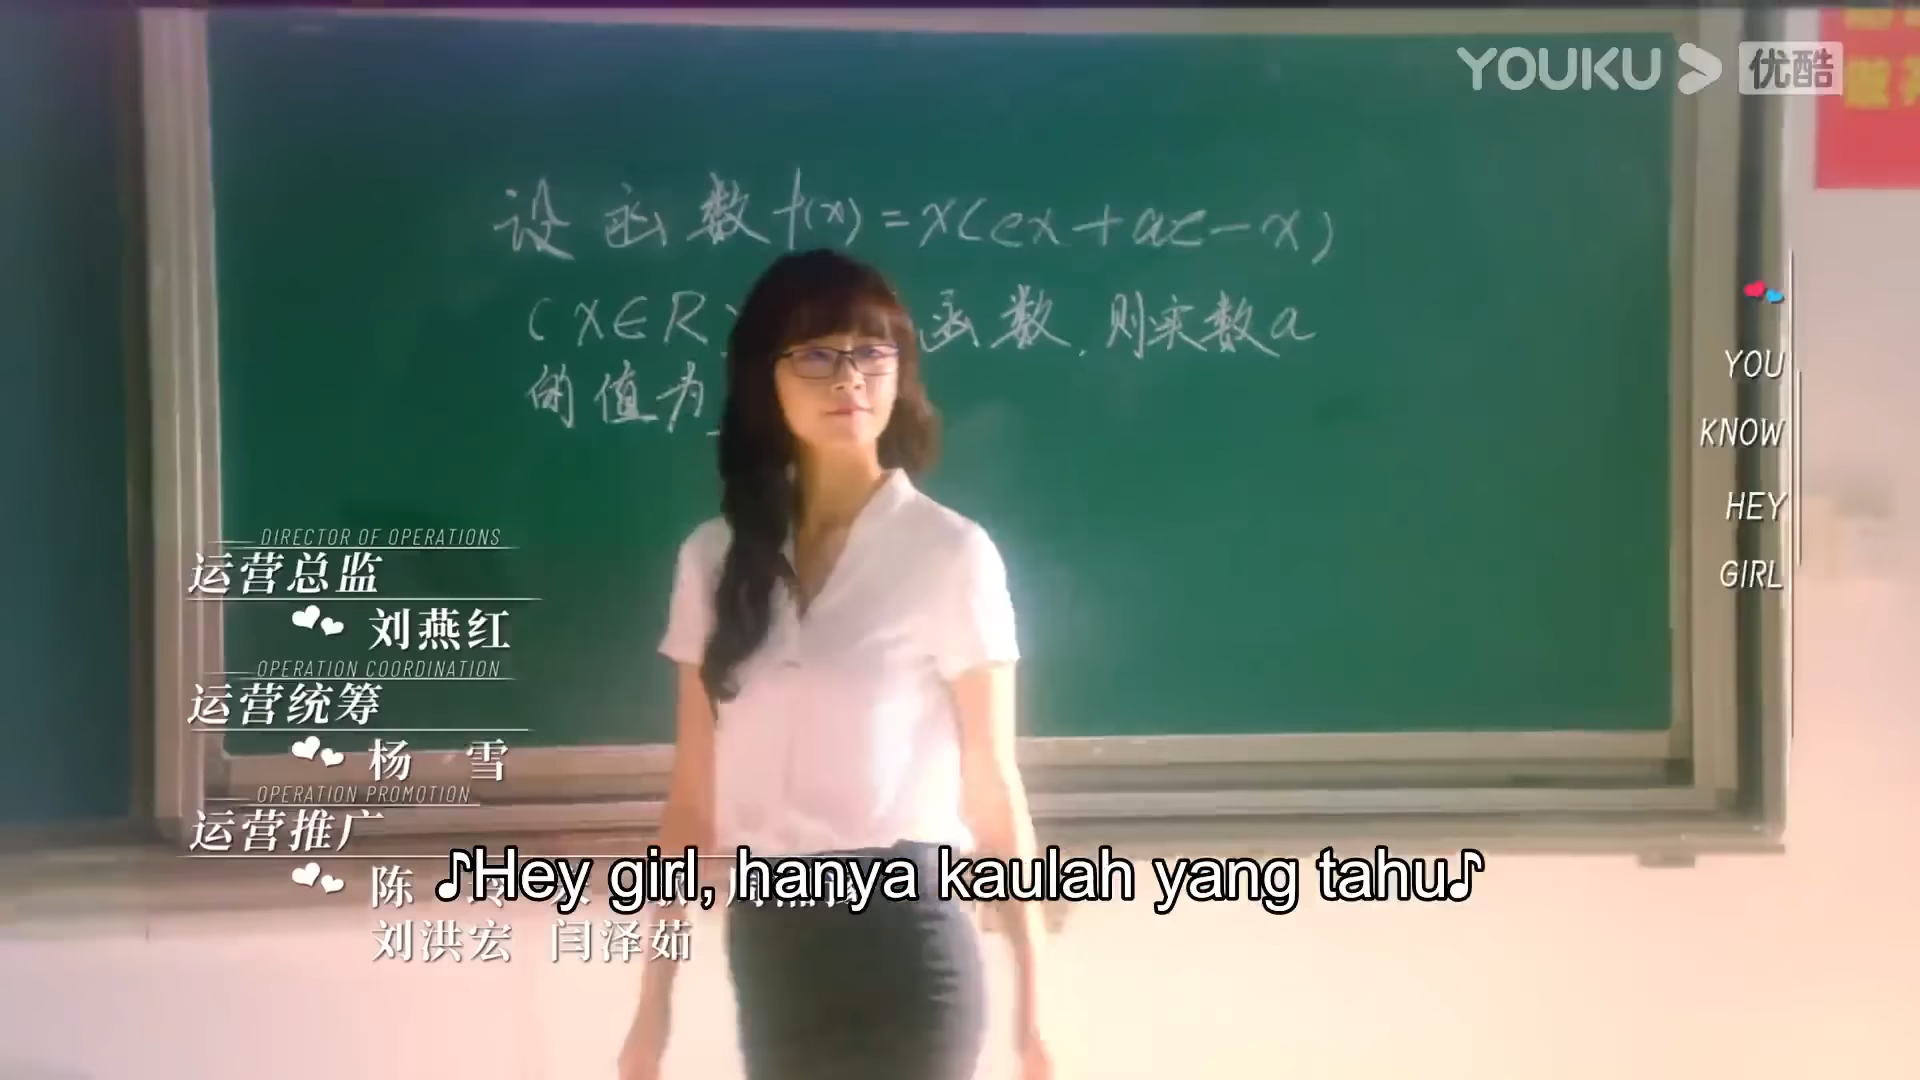 YOUKU 优酷
设函数f(x)=x(ex+ae-x)
(x∈R) 函数,则实数a
的值为
YOU
KNOW
HEY
GIRL
DIRECTOR OF OPERATIONS
运营总监
刘燕红
OPERATION COORDINATION
运营统筹
杨 雪
OPERATION PROMOTION
运营推广
陈
♪Hey girl, hanya kaulah yang tahu♪
刘洪宏 闫泽茹